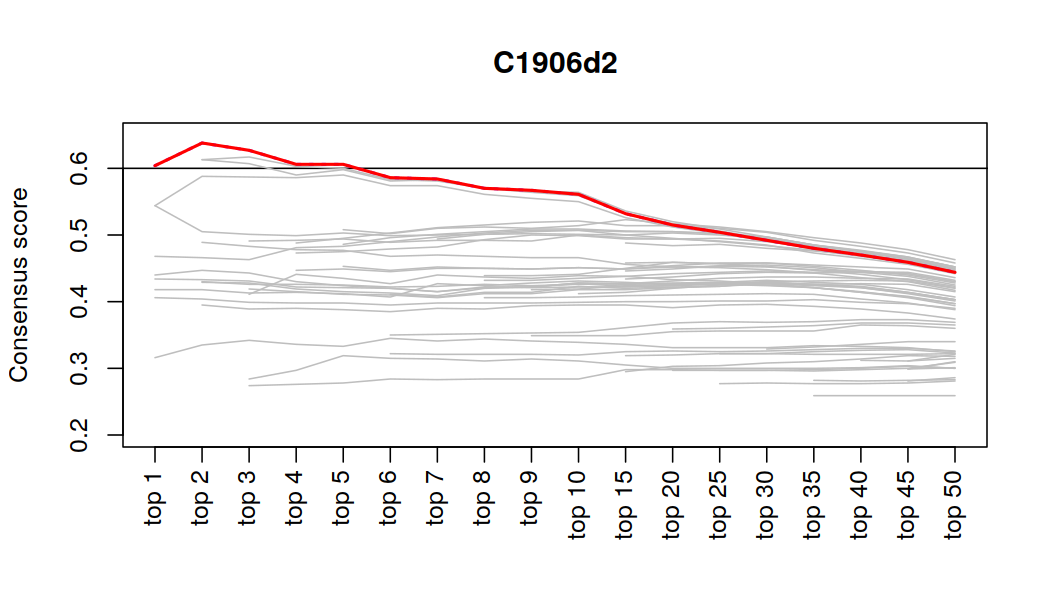 C1906d2
Consensus score
0.6
0.5
0.4
0.3
0.2
top 1
top 2
top 3
top 4
top 5
top 6
top 7
top 8
top 9
top 10
top 15
top 20
top 25
top 30
top 35
top 40
top 45
top 50